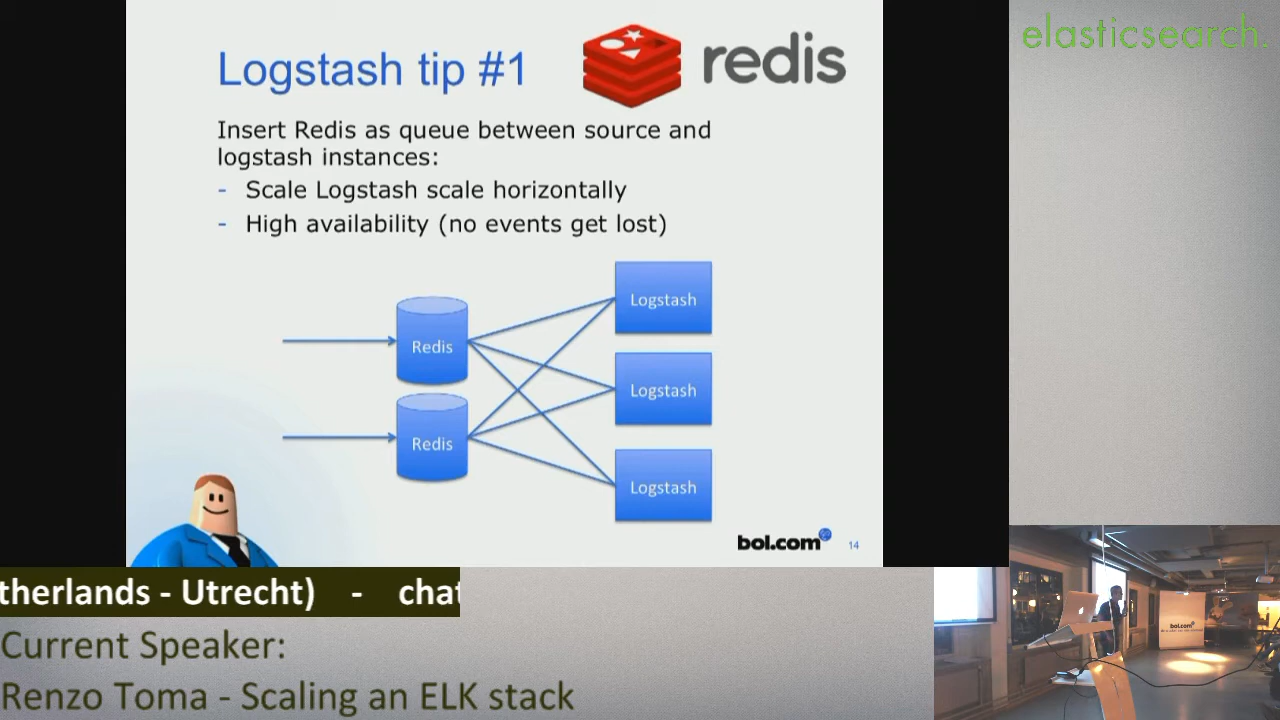 elasticsearch.
Logstash tip #1
redis
Insert Redis as queue between source and
logstash instances:
- Scale Logstash scale horizontally
- High availability (no events get lost)
Logstash
Redis
Logstash
Redis
Logstash
bol.com
14
therlands - Utrecht) - chat
Current Speaker:
Renzo Toma - Scaling an ELK stack
bol.com